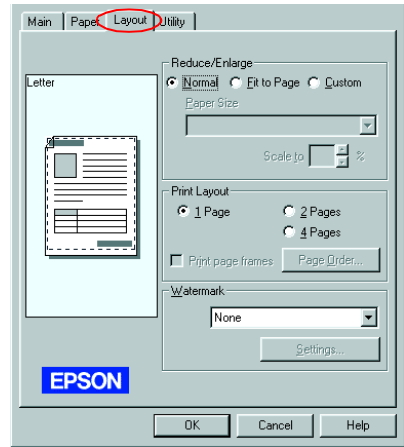 Main Paper Layout Utility
Letter
Reduce/Enlarge
Normal Fit to Page Custom
Paper Size
Scale to %
Print Layout
1 Page 2 Pages
4 Pages
Print page frames Page Order...
Watermark
None
Settings...
EPSON
OK Cancel Help